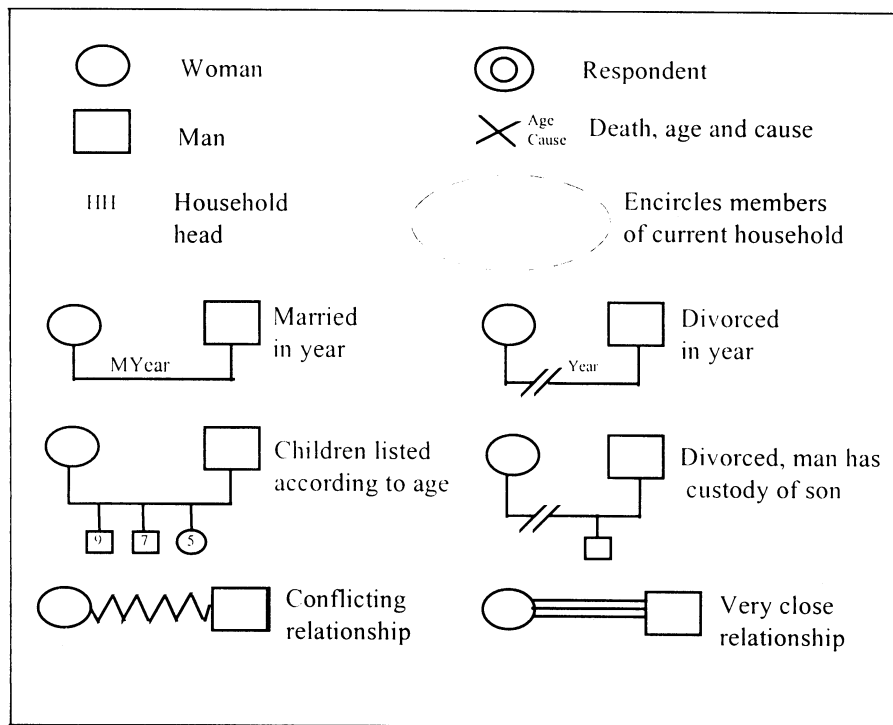 Woman
Respondent
Man
Age
Cause
Death, age and cause
HH
Household
head
Encircles members
of current household
MYear
Married
in year
Year
Divorced
in year
9
7
5
Children listed
according to age
Divorced, man has
custody of son
Conflicting
relationship
Very close
relationship